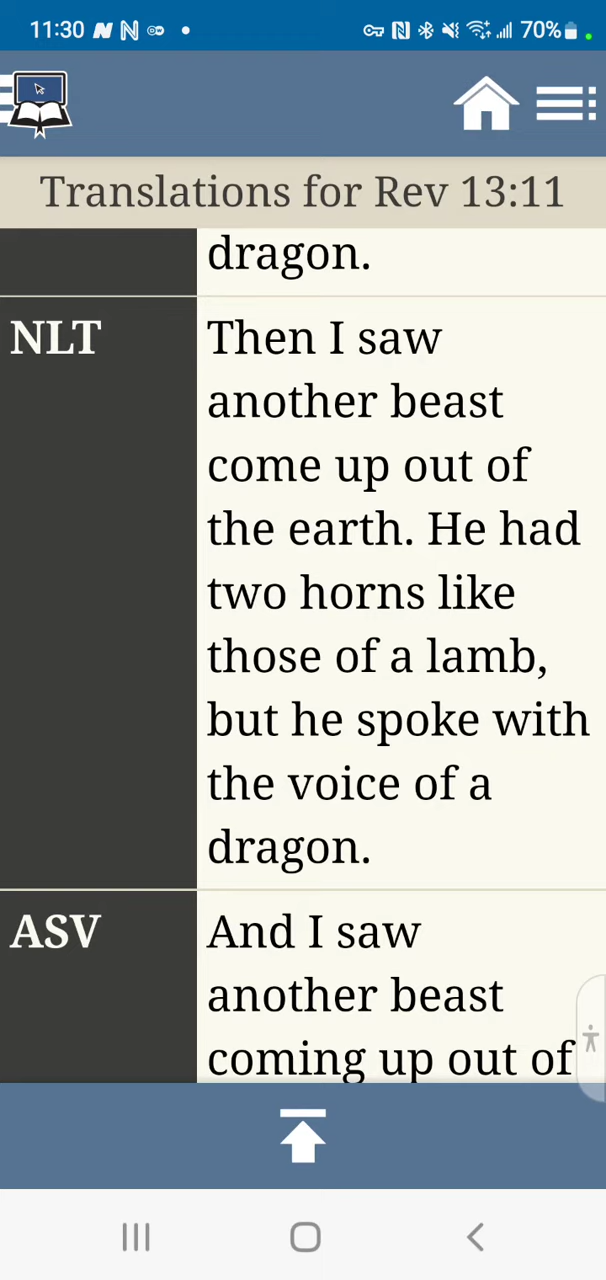 11:30
70%
Translations for Rev 13:11
dragon.
NLT
Then I saw
another beast
come up out of
the earth. He had
two horns like
those of a lamb,
but he spoke with
the voice of a
dragon.
ASV
And I saw
another beast
coming up out of